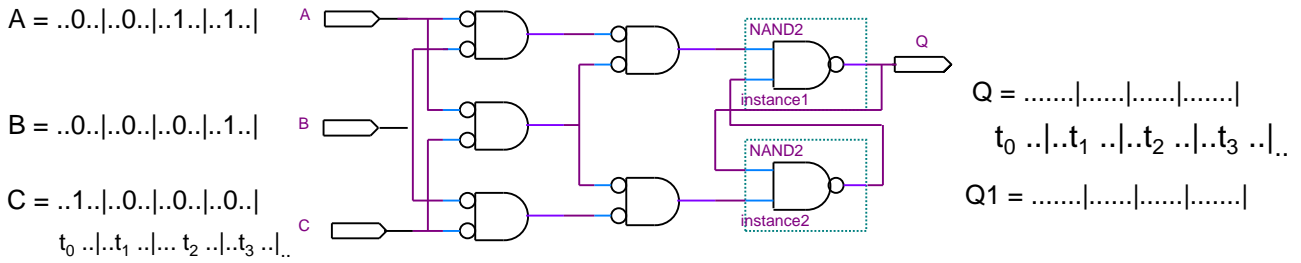 A = ..0..|..0..|..1..|..1..|
B = ..0..|..0..|..0..|..1..|
C = ..1..|..0..|..0..|..0..|
t0 ..|..t1 ..|... t2 ..|..t3 ..|..
A
B
C
NAND2
instance1
NAND2
instance2
Q
Q = .......|......|......|.......|
t0 ..|..t1 ..|..t2 ..|..t3 ..|..
Q1 = .......|......|.......|.......|